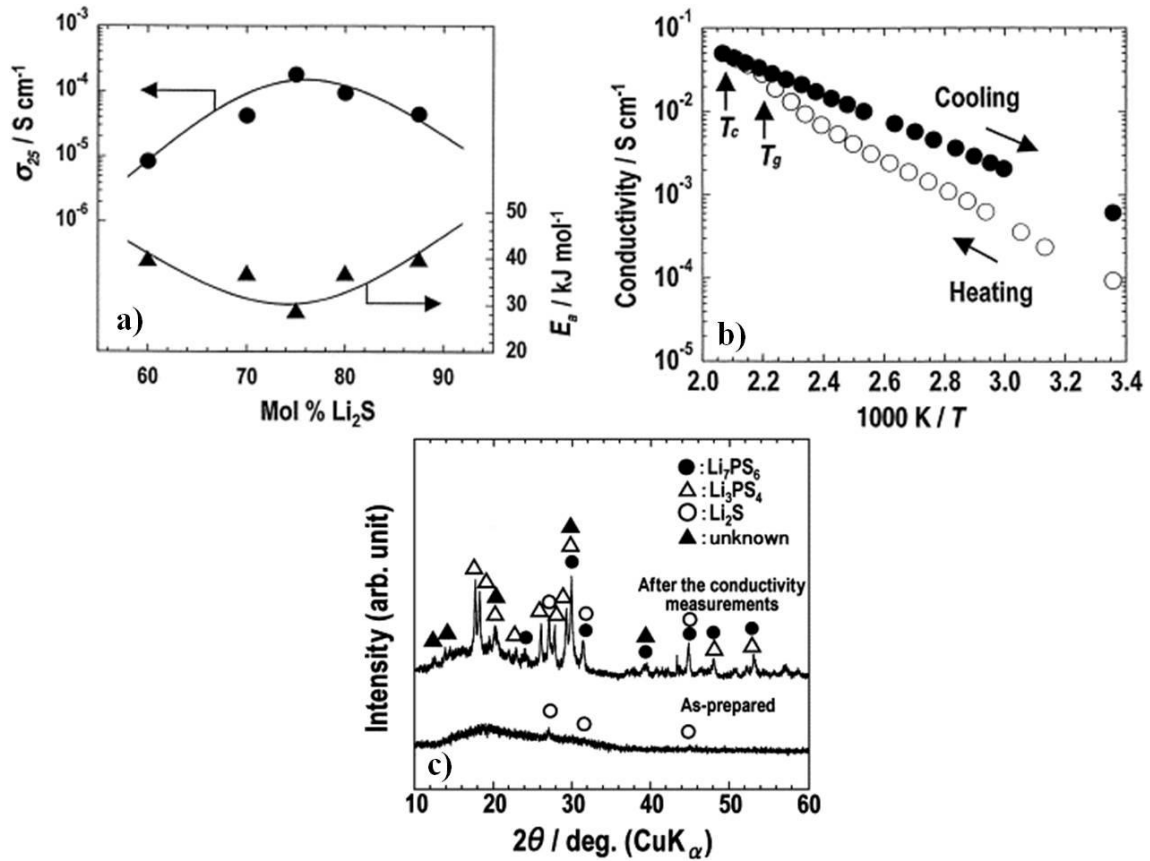 10⁻³
10⁻⁴
10⁻⁵
10⁻⁶
σ₂₅ / S cm⁻¹
50
40
30
20
Eₐ / kJ mol⁻¹
a)
60 70 80 90
Mol % Li₂S
10⁻¹
10⁻²
10⁻³
10⁻⁴
10⁻⁵
Conductivity / S cm⁻¹
Cooling
T_c
T_g
Heating
b)
2.0 2.2 2.4 2.6 2.8 3.0 3.2 3.4
1000 K / T
Intensity (arb. unit)
: Li₇PS₆
: Li₃PS₄
: Li₂S
: unknown
After the conductivity
measurements
As-prepared
c)
10 20 30 40 50 60
2θ / deg. (CuK_α)